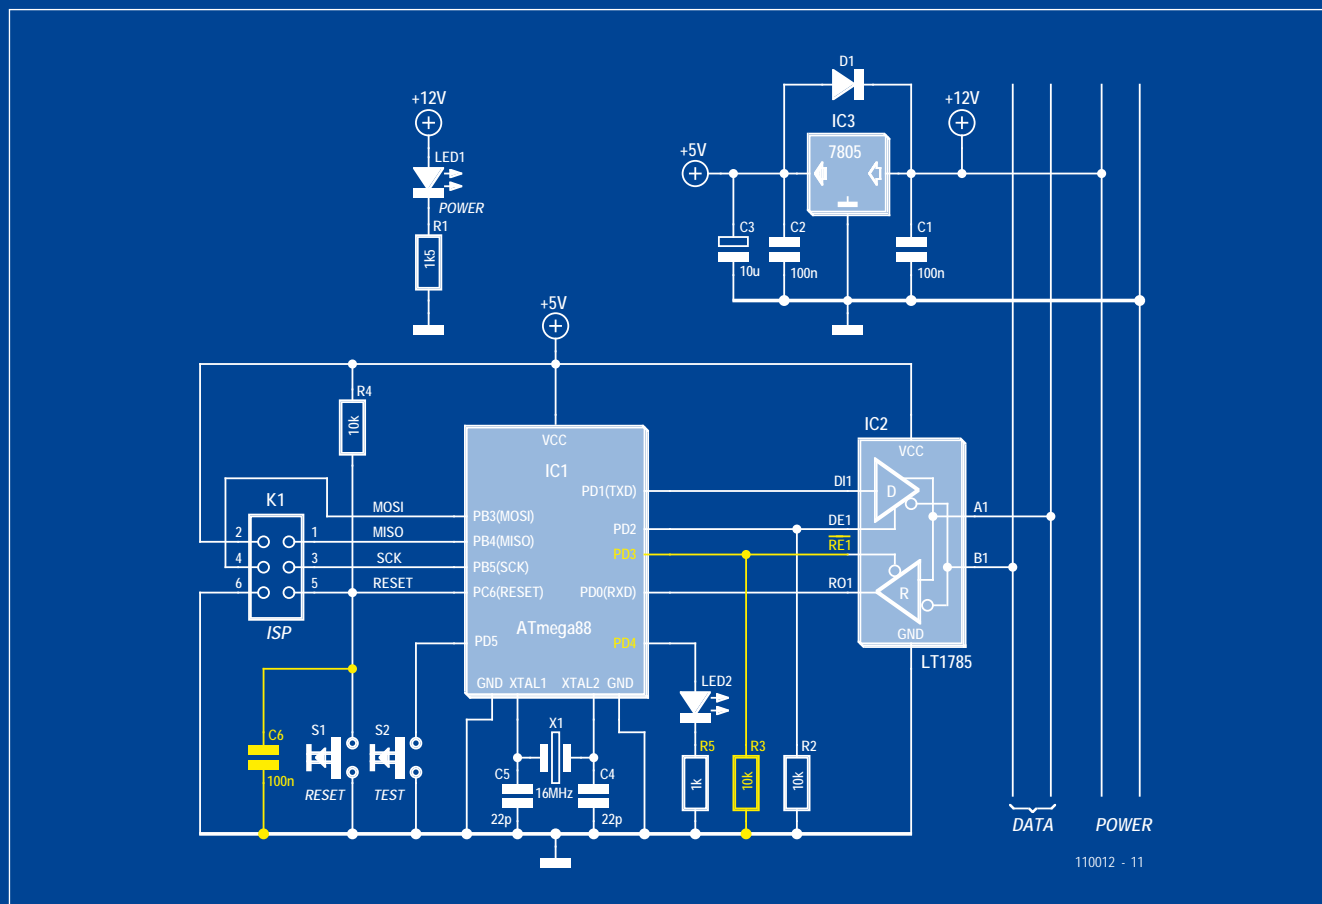 D1
+12V
+12V
IC3
7805
+5V
LED1
POWER
R1
1k5
C3
10u
C2
100n
C1
100n
+5V
R4
10k
IC2
VCC
IC1
VCC
D
DI1
PD1(TXD)
K1
MOSI
PB3(MOSI)
PD2
DE1
A1
2
1
MISO
PB4(MISO)
PD3
RE1
4
3
SCK
PB5(SCK)
B1
6
5
RESET
PC6(RESET)
PD0(RXD)
RO1
R
ISP
ATmega88
GND
PD5
PD4
LT1785
GND
XTAL1
XTAL2
GND
LED2
C6
100n
S1
RESET
S2
TEST
X1
16MHz
C5
22p
C4
22p
R5
1k
R3
10k
R2
10k
DATA
POWER
110012 - 11